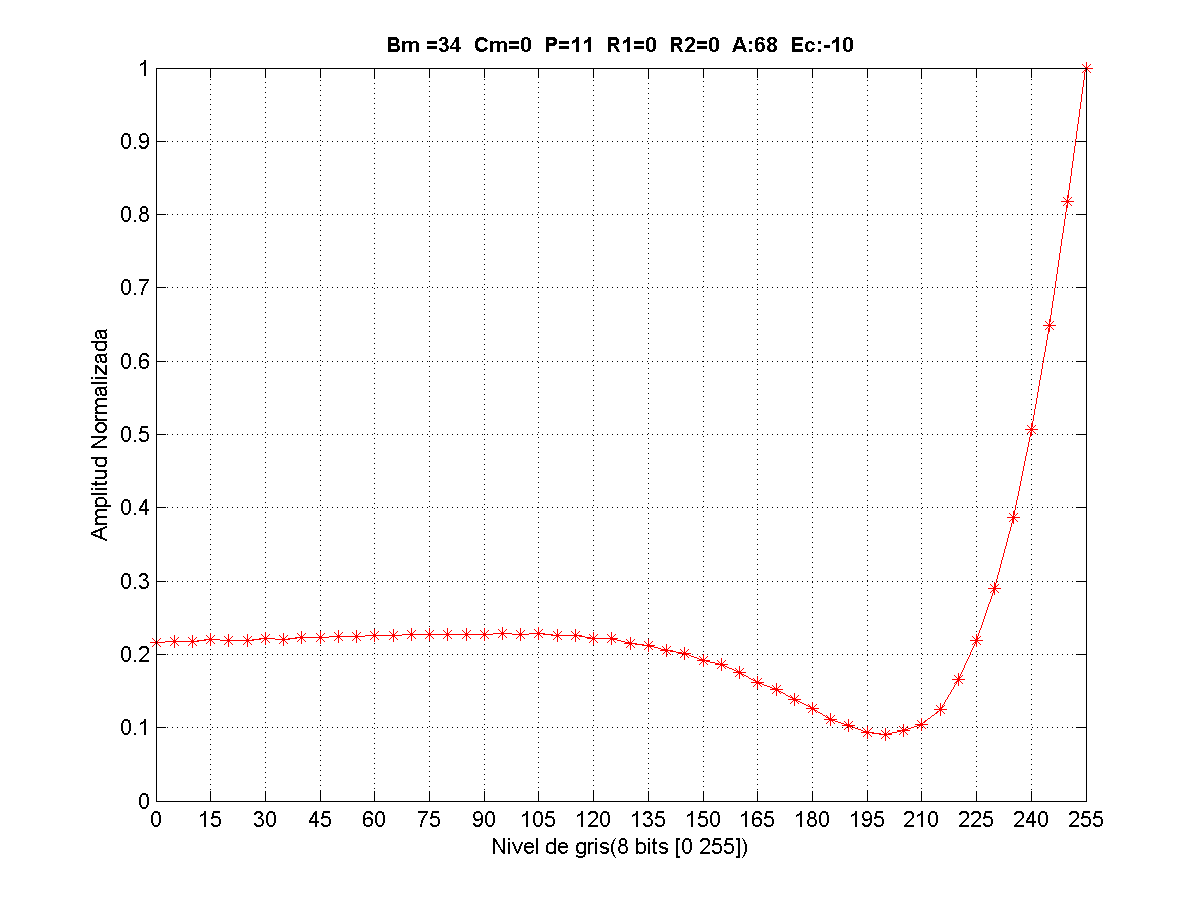 Bm =34 Cm=0 P=11 R1=0 R2=0 A:68 Ec:-10
1
0.9
0.8
0.7
0.6
0.5
0.4
0.3
0.2
0.1
0
Amplitud Normalizada
0 15 30 45 60 75 90 105 120 135 150 165 180 195 210 225 240 255
Nivel de gris(8 bits [0 255])